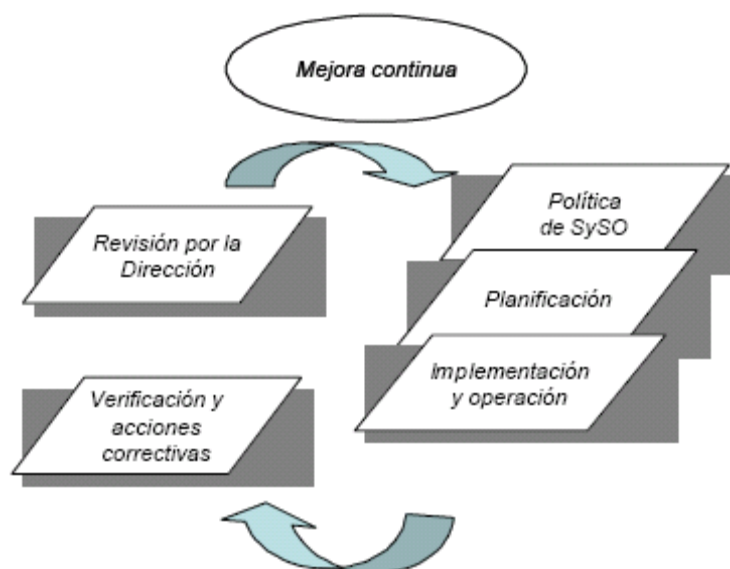 Mejora continua
Política
de SySO
Revisión por la
Dirección
Planificación
Implementación
y operación
Verificación y
acciones
correctivas